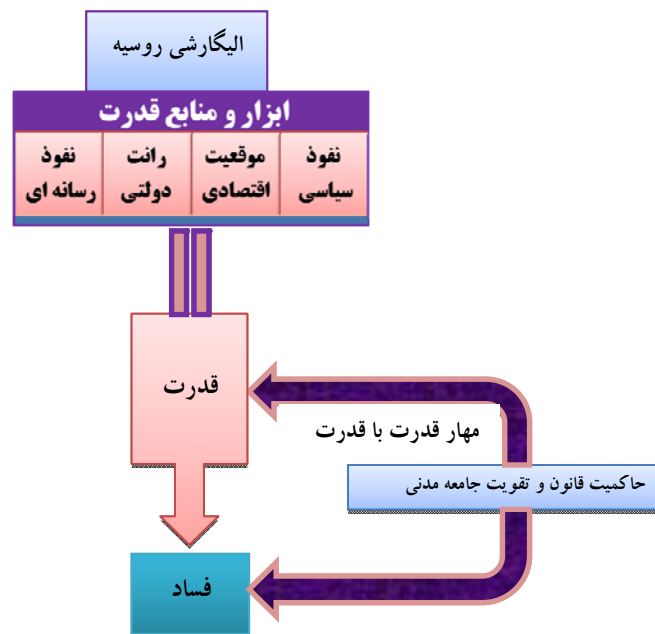 الیگارشی روسیه
ابزار و منابع قدرت
نفوذ
سیاسی
موقعیت
اقتصادی
رانت
دولتی
نفوذ
رسانه ای
قدرت
مهار قدرت با قدرت
حاکمیت قانون و تقویت جامعه مدنی
فساد